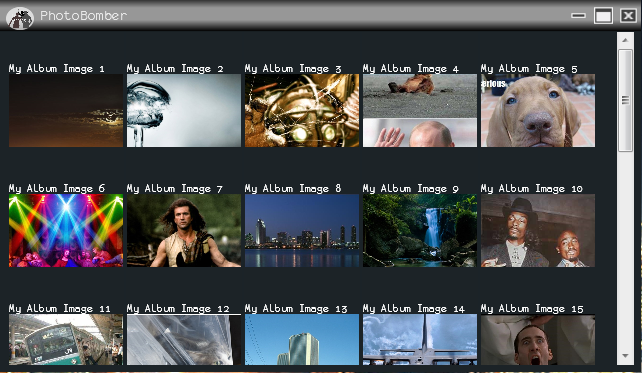 PhotoBomber
My Album Image 1
My Album Image 2
My Album Image 3
My Album Image 4
My Album Image 5
My Album Image 6
My Album Image 7
My Album Image 8
My Album Image 9
My Album Image 10
My Album Image 11
My Album Image 12
My Album Image 13
My Album Image 14
My Album Image 15